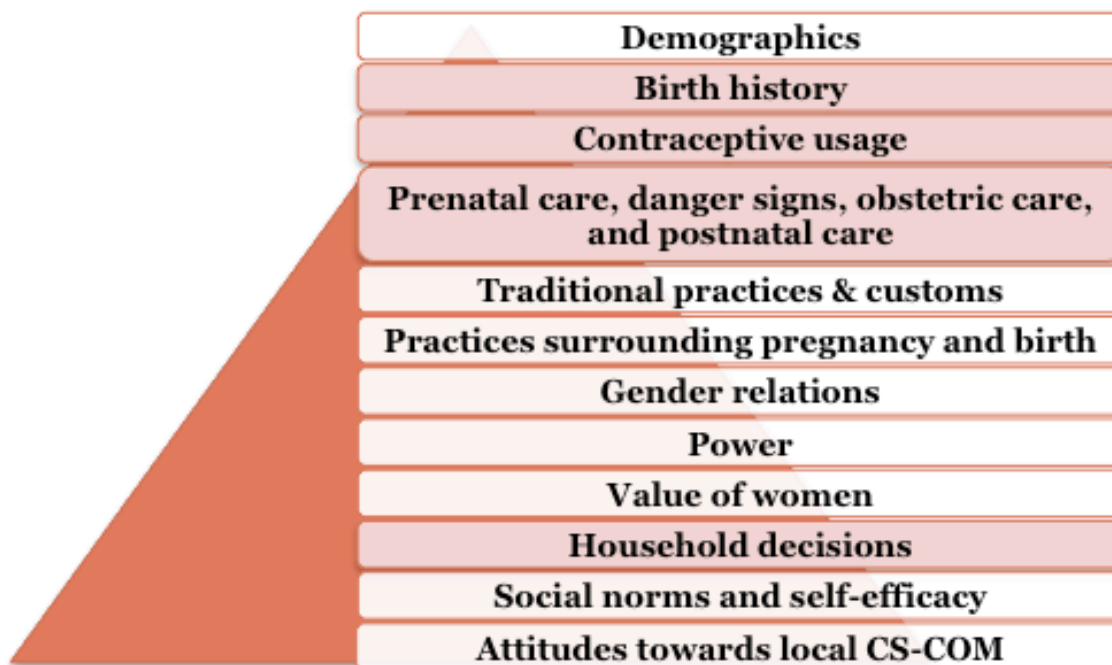 Demographics
Birth history
Contraceptive usage
Prenatal care, danger signs, obstetric care,
and postnatal care
Traditional practices & customs
Practices surrounding pregnancy and birth
Gender relations
Power
Value of women
Household decisions
Social norms and self-efficacy
Attitudes towards local CS-COM